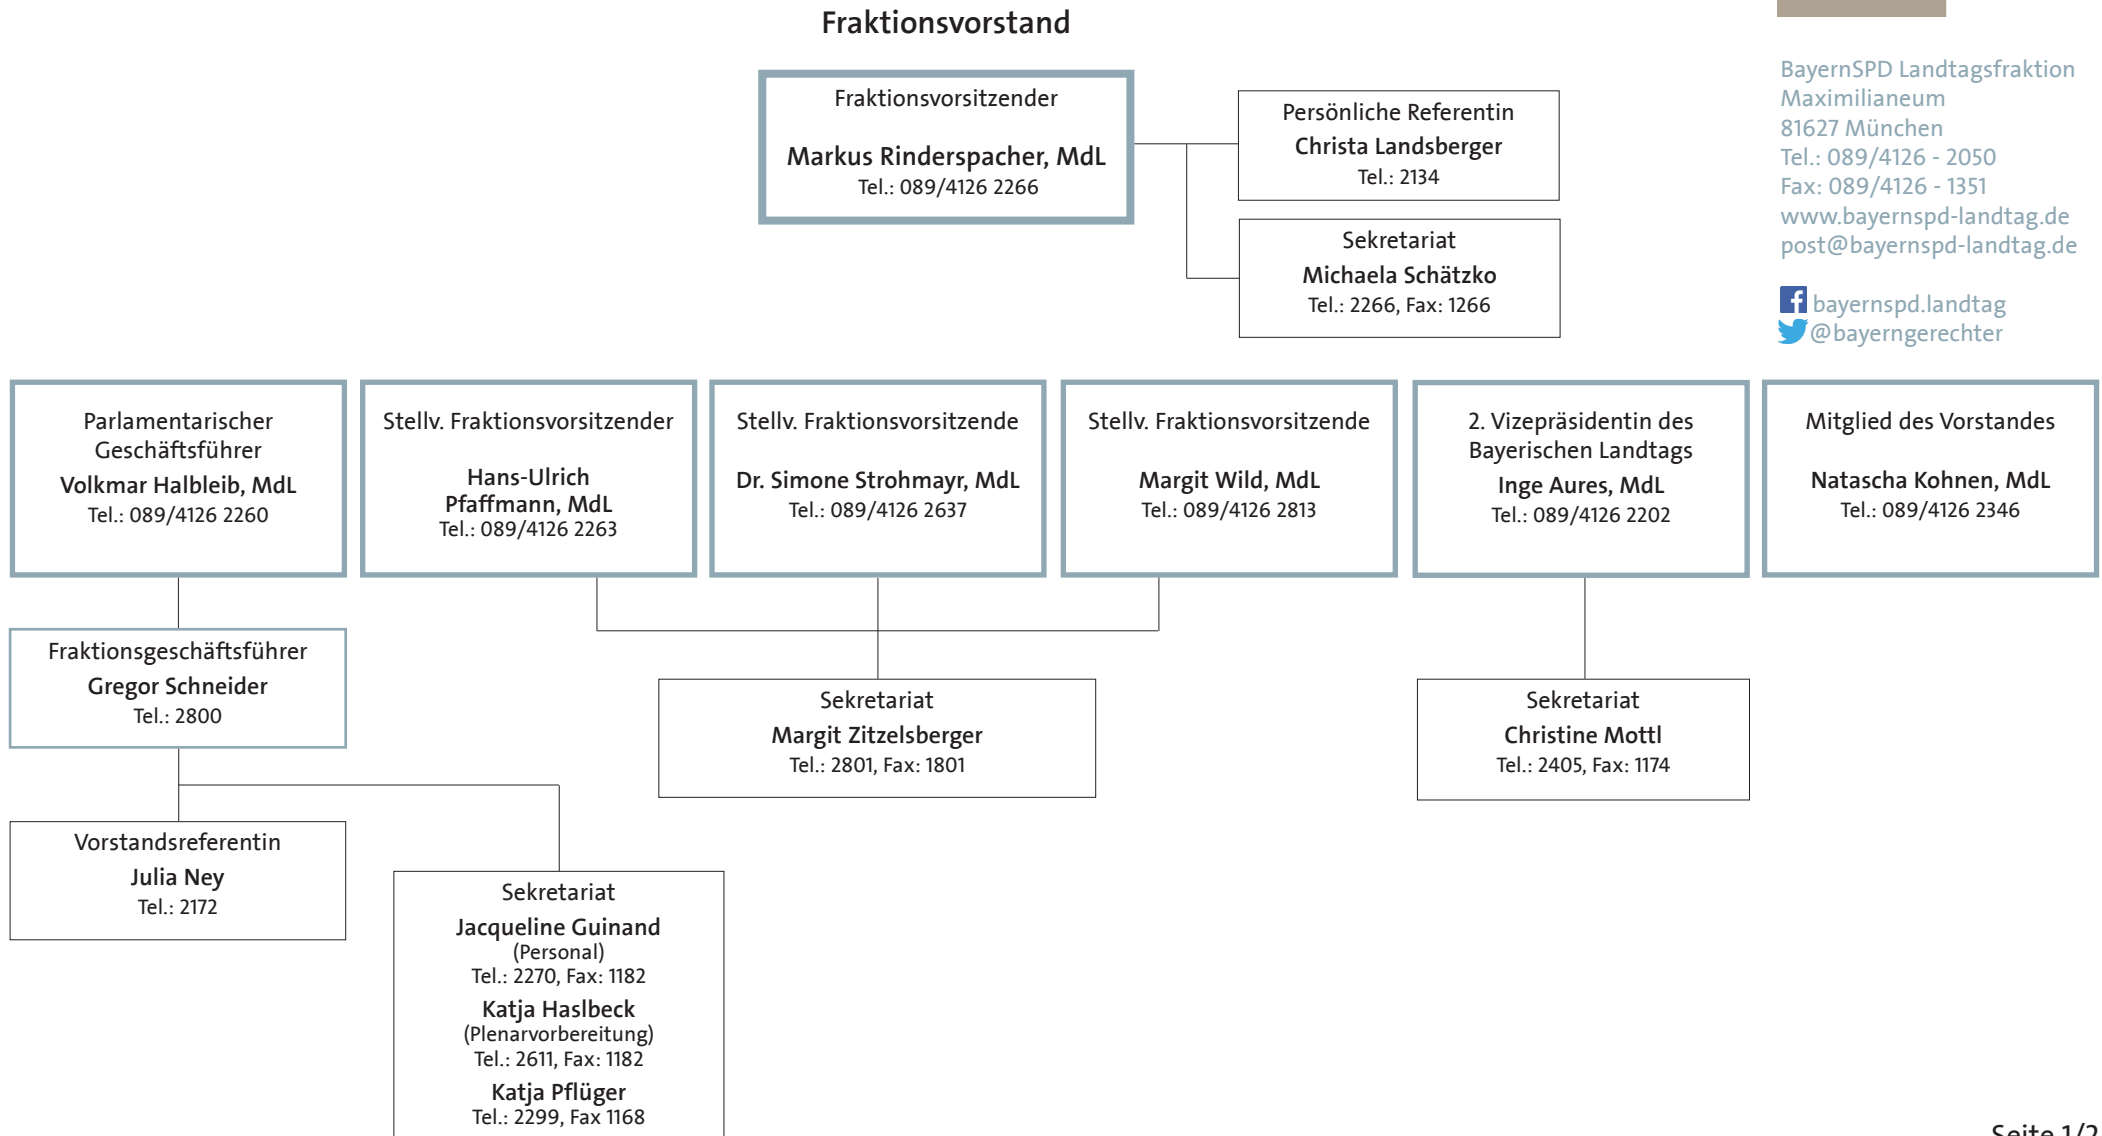 Fraktionsvorstand
Fraktionsvorsitzender
Markus Rinderspacher, MdL
Tel.: 089/4126 2266
Persönliche Referentin
Christa Landsberger
Tel.: 2134
Sekretariat
Michaela Schätzko
Tel.: 2266, Fax: 1266
BayernSPD Landtagsfraktion
Maximilianeum
81627 München
Tel.: 089/4126 - 2050
Fax: 089/4126 - 1351
www.bayernspd-landtag.de
post@bayernspd-landtag.de
bayernspd.landtag
@bayerngerechter
Parlamentarischer
Geschäftsführer
Volkmar Halbleib, MdL
Tel.: 089/4126 2260
Stellv. Fraktionsvorsitzender
Hans-Ulrich
Pfaffmann, MdL
Tel.: 089/4126 2263
Stellv. Fraktionsvorsitzende
Dr. Simone Strohmayr, MdL
Tel.: 089/4126 2637
Stellv. Fraktionsvorsitzende
Margit Wild, MdL
Tel.: 089/4126 2813
2. Vizepräsidentin des
Bayerischen Landtags
Inge Aures, MdL
Tel.: 089/4126 2202
Mitglied des Vorstandes
Natascha Kohnen, MdL
Tel.: 089/4126 2346
Fraktionsgeschäftsführer
Gregor Schneider
Tel.: 2800
Sekretariat
Margit Zitzelsberger
Tel.: 2801, Fax: 1801
Sekretariat
Christine Mottl
Tel.: 2405, Fax: 1174
Vorstandsreferentin
Julia Ney
Tel.: 2172
Sekretariat
Jacqueline Guinand
(Personal)
Tel.: 2270, Fax: 1182
Katja Haslbeck
(Plenarvorbereitung)
Tel.: 2611, Fax: 1182
Katja Pflüger
Tel.: 2299, Fax 1168
Seite 1/2